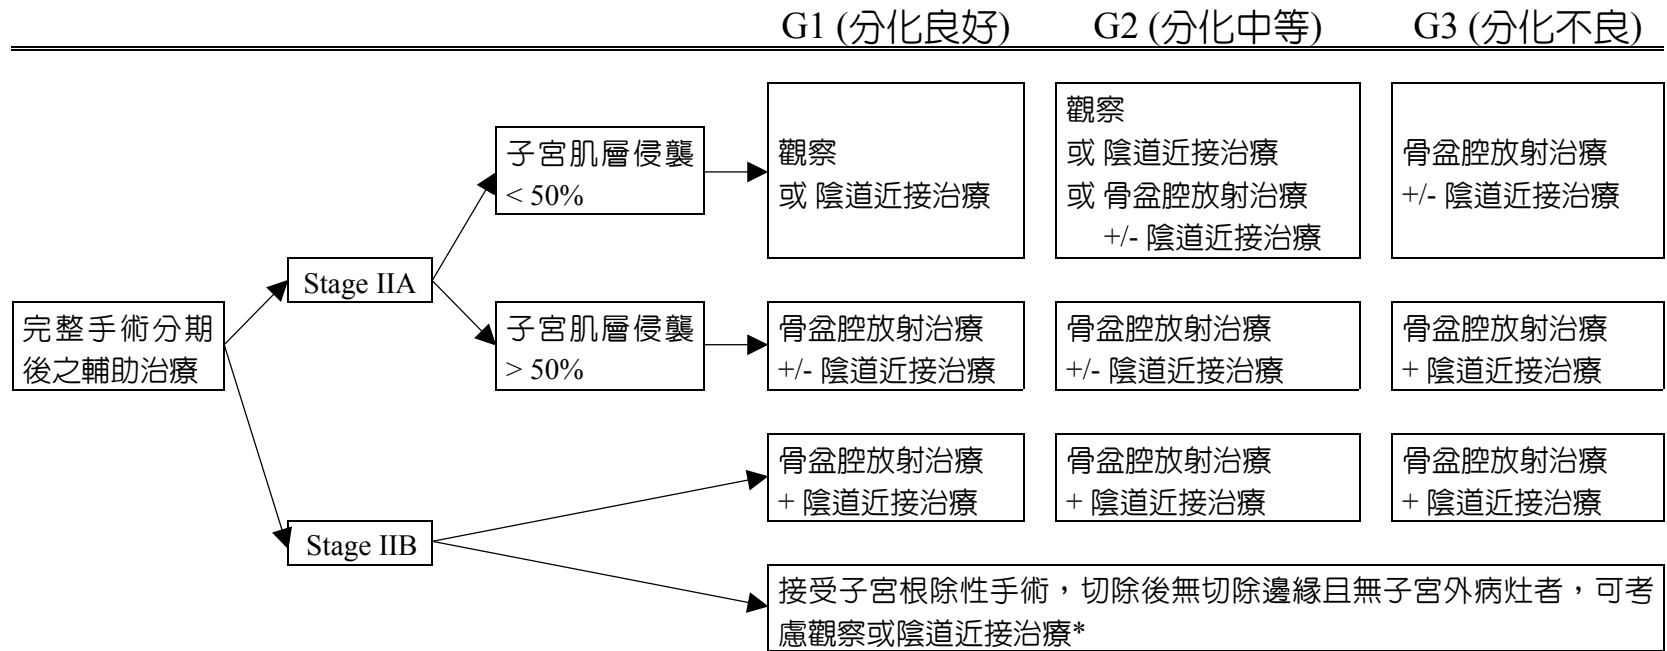 G1 (分化良好) G2 (分化中等) G3 (分化不良)
子宮肌層侵襲
< 50%
觀察
或 陰道近接治療
觀察
或 陰道近接治療
或 骨盆腔放射治療
+/- 陰道近接治療
骨盆腔放射治療
+/- 陰道近接治療
Stage IIA
完整手術分期
後之輔助治療
子宮肌層侵襲
> 50%
骨盆腔放射治療
+/- 陰道近接治療
骨盆腔放射治療
+/- 陰道近接治療
骨盆腔放射治療
+ 陰道近接治療
骨盆腔放射治療
+ 陰道近接治療
骨盆腔放射治療
+ 陰道近接治療
骨盆腔放射治療
+ 陰道近接治療
Stage IIB
接受子宮根除性手術，切除後無切除邊緣且無子宮外病灶者，可考
慮觀察或陰道近接治療*